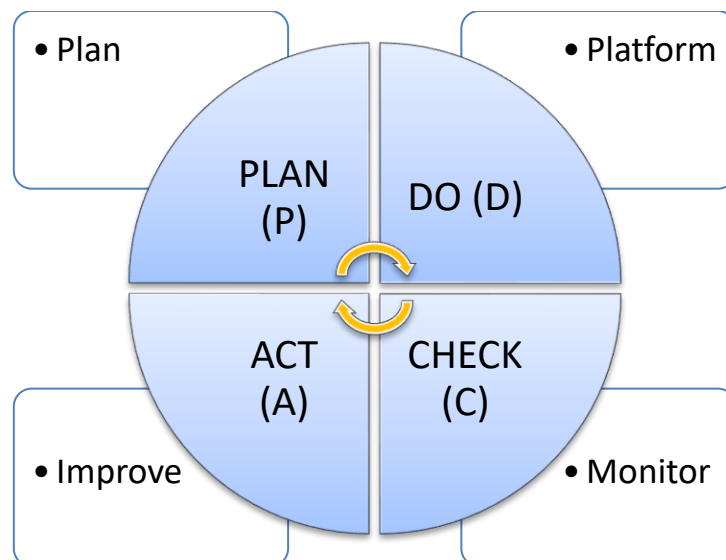 • Plan
• Platform
PLAN
(P)
DO (D)
ACT
(A)
CHECK
(C)
• Improve
• Monitor